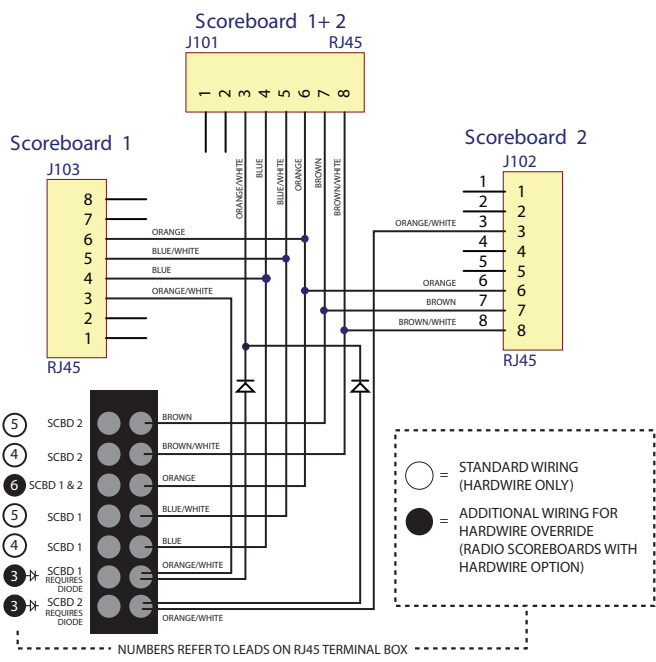 Scoreboard 1+ 2
J101 RJ45
1 2 3 4 5 6 7 8
ORANGE/WHITE
BLUE
BLUE/WHITE
ORANGE
BROWN
BROWN/WHITE
Scoreboard 1
J103
8
7
6 ORANGE
5 BLUE/WHITE
4 BLUE
3 ORANGE/WHITE
2
1
RJ45
Scoreboard 2
J102
1 1
2 2
ORANGE/WHITE 3 3
4 4
5 5
ORANGE 6 6
BROWN 7 7
BROWN/WHITE 8 8
RJ45
5 SCBD 2 BROWN
4 SCBD 2 BROWN/WHITE
6 SCBD 1 & 2 ORANGE
5 SCBD 1 BLUE/WHITE
4 SCBD 1 BLUE
3 SCBD 1 ORANGE/WHITE
REQUIRES
DIODE
3 SCBD 2
REQUIRES
DIODE
ORANGE/WHITE
= STANDARD WIRING
(HARDWIRE ONLY)
= ADDITIONAL WIRING FOR
HARDWIRE OVERRIDE
(RADIO SCOREBOARDS WITH
HARDWIRE OPTION)
NUMBERS REFER TO LEADS ON RJ45 TERMINAL BOX